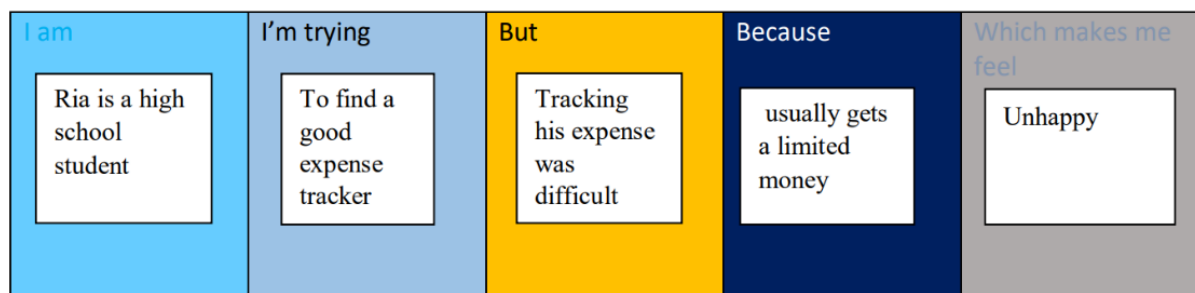 I am
Ria is a high
school
student
I'm trying
To find a
good
expense
tracker
But
Tracking
his expense
was
difficult
Because
usually gets
a limited
money
Which makes me
feel
Unhappy